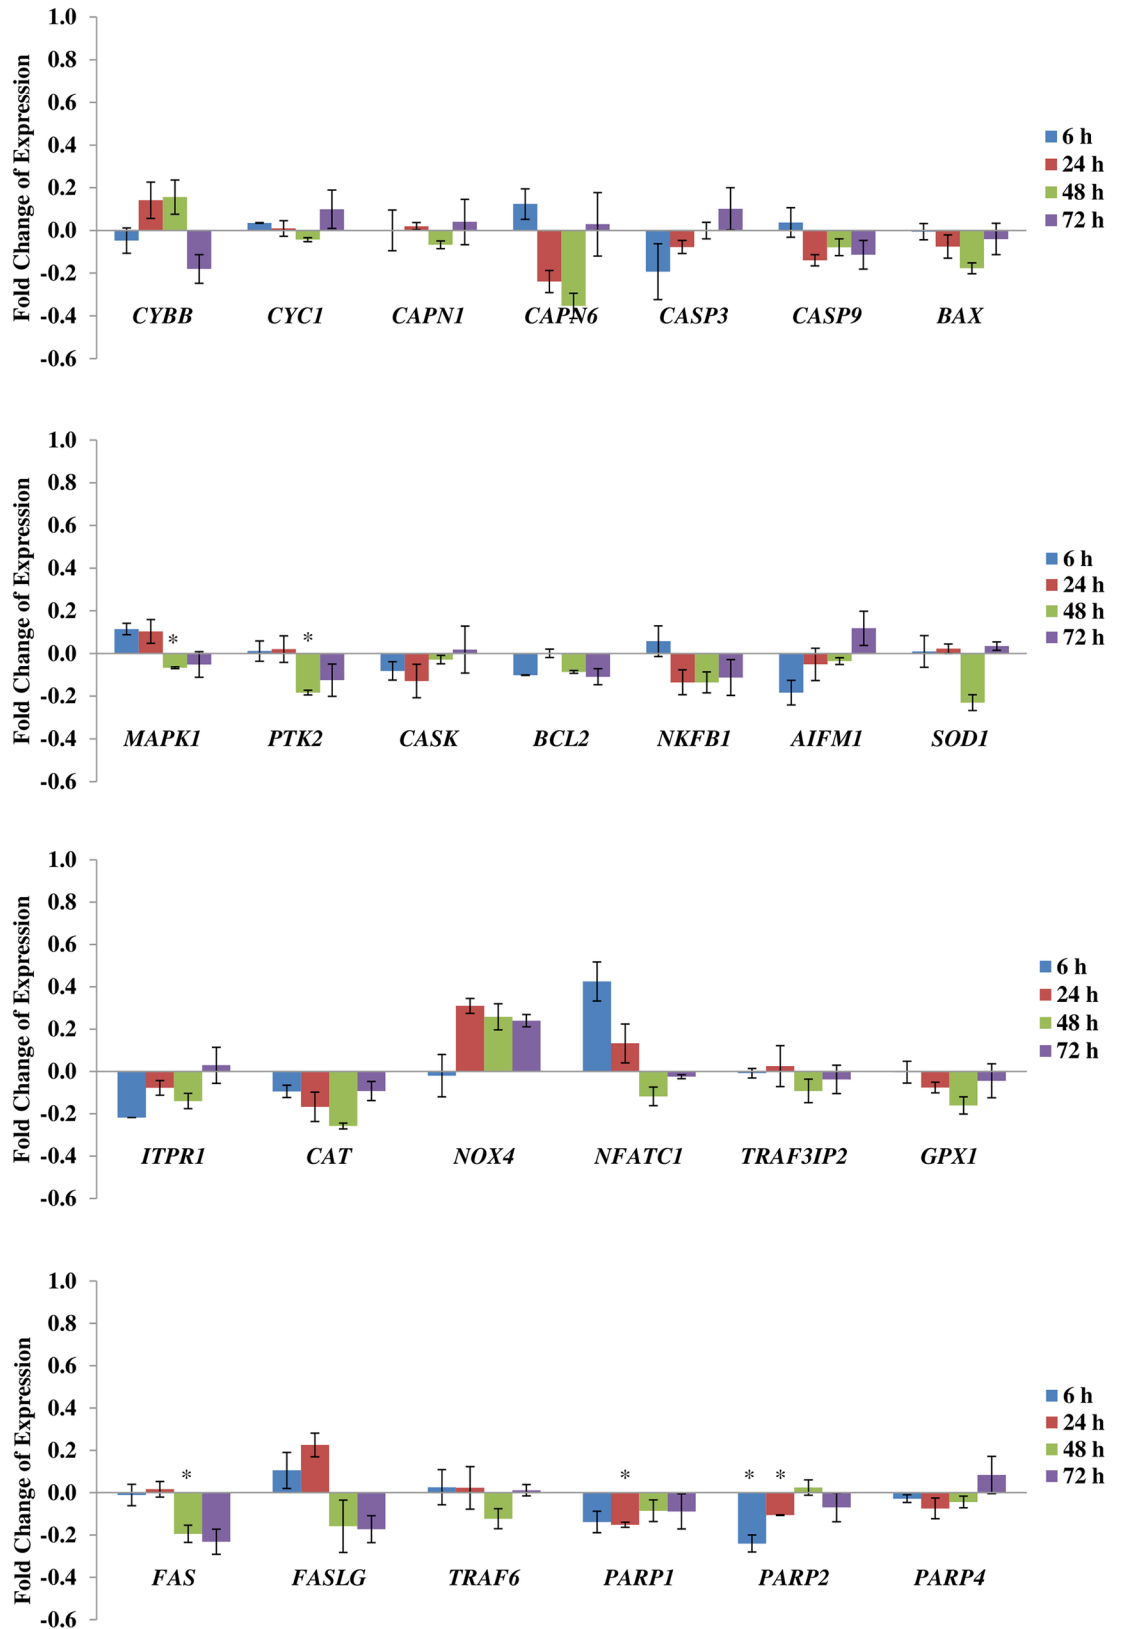 1.0
0.8
0.6
0.4
0.2
0.0
-0.2
-0.4
-0.6
Fold Change of Expression
CYBB CYC1 CAPN1 CAPN6 CASP3 CASP9 BAX
6 h
24 h
48 h
72 h
1.0
0.8
0.6
0.4
0.2
0.0
-0.2
-0.4
-0.6
Fold Change of Expression
* *
MAPK1 PTK2 CASK BCL2 NKFB1 AIFM1 SOD1
6 h
24 h
48 h
72 h
1.0
0.8
0.6
0.4
0.2
0.0
-0.2
-0.4
-0.6
Fold Change of Expression
ITPR1 CAT NOX4 NFATC1 TRAF3IP2 GPX1
6 h
24 h
48 h
72 h
1.0
0.8
0.6
0.4
0.2
0.0
-0.2
-0.4
-0.6
Fold Change of Expression
* * * *
FAS FASLG TRAF6 PARP1 PARP2 PARP4
6 h
24 h
48 h
72 h